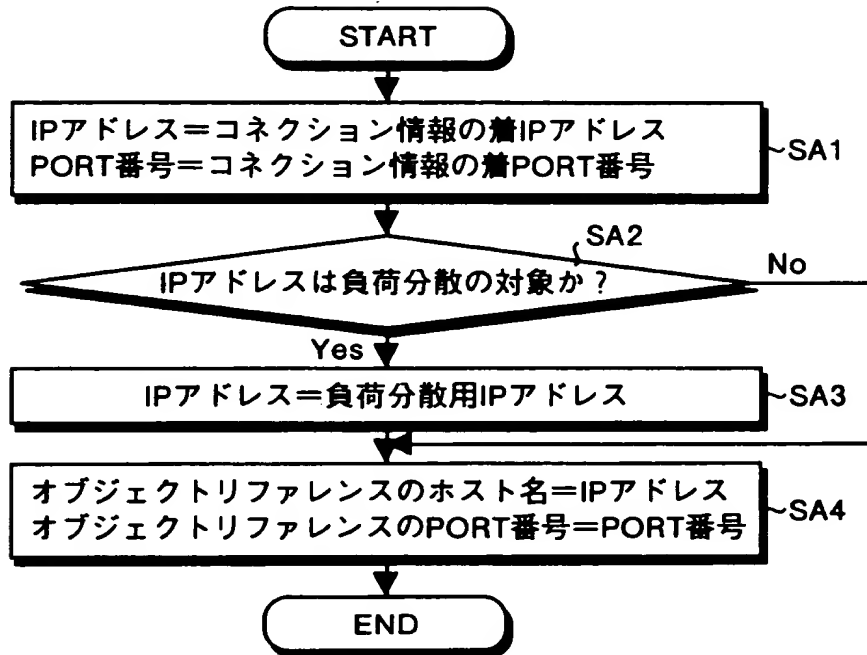 START
IPアドレス＝コネクション情報の着IPアドレス
PORT番号＝コネクション情報の着PORT番号
SA1
SA2
IPアドレスは負荷分散の対象か？
No
Yes
IPアドレス＝負荷分散用IPアドレス
SA3
オブジェクトリファレンスのホスト名＝IPアドレス
オブジェクトリファレンスのPORT番号＝PORT番号
SA4
END